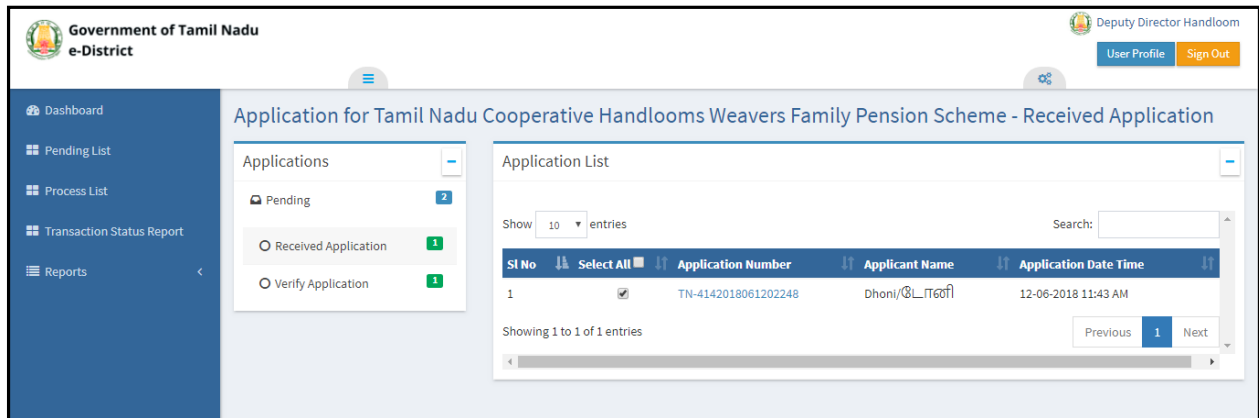 Government of Tamil Nadu
e-District
Deputy Director Handloom
User Profile
Sign Out
Dashboard
Pending List
Process List
Transaction Status Report
Reports
Application for Tamil Nadu Cooperative Handlooms Weavers Family Pension Scheme - Received Application
Applications
Pending 2
Received Application 1
Verify Application 1
Application List
Show 10 entries
Search:
Sl No Select All Application Number Applicant Name Application Date Time
1 TN-4142018061202248 Dhoni/டோனி 12-06-2018 11:43 AM
Showing 1 to 1 of 1 entries
Previous 1 Next